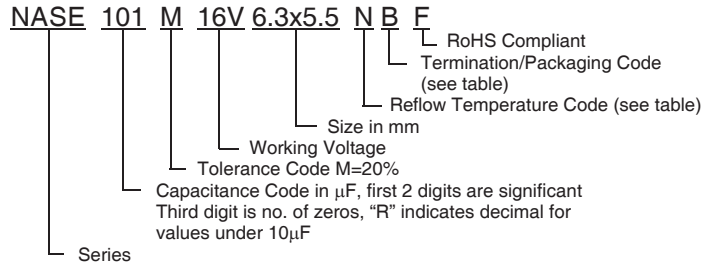 NASE 101 M 16V 6.3x5.5 N B F
RoHS Compliant
Termination/Packaging Code
(see table)
Reflow Temperature Code (see table)
Size in mm
Working Voltage
Tolerance Code M=20%
Capacitance Code in μF, first 2 digits are significant
Third digit is no. of zeros, “R” indicates decimal for
values under 10μF
Series